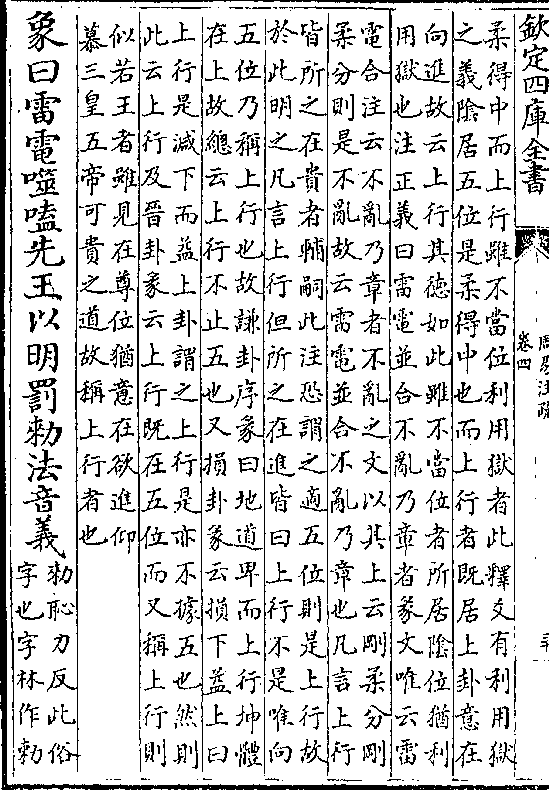 欽定四庫全書
周易注疏
卷四
柔得中而上行雖不當位利用獄者此釋爻有利用獄
之義陰居五位是柔得中也而上行者既居上卦意在
向進故云上行其德如此雖不當位者所居陰位猶利
用獄也注正義曰雷電並合不亂乃章者彖文唯云雷
電合注云不亂乃章者不亂之文以其上云剛柔分剛
柔分則是不亂故云雷電並合不亂乃章也凡言上行
皆所之在貴者輔嗣此注恐謂之適五位則是上行故
於此明之凡言上行但所之在進皆曰上行不是唯向
五位乃稱上行也故謙卦序彖曰地道卑而上行坤體
在上故總云上行不止五也又損卦彖云損下益上曰
上行是減下而益上卦謂之上行是亦不據五也然則
此云上行及晉卦彖云上行既在五位而又稱上行則
似若王者雖見在尊位猶意在欲進仰
慕三皇五帝可貴之道故稱上行者也
象曰雷電噬嗑先王以明罰勑法音義
勑恥力反此俗
字也字林作勅